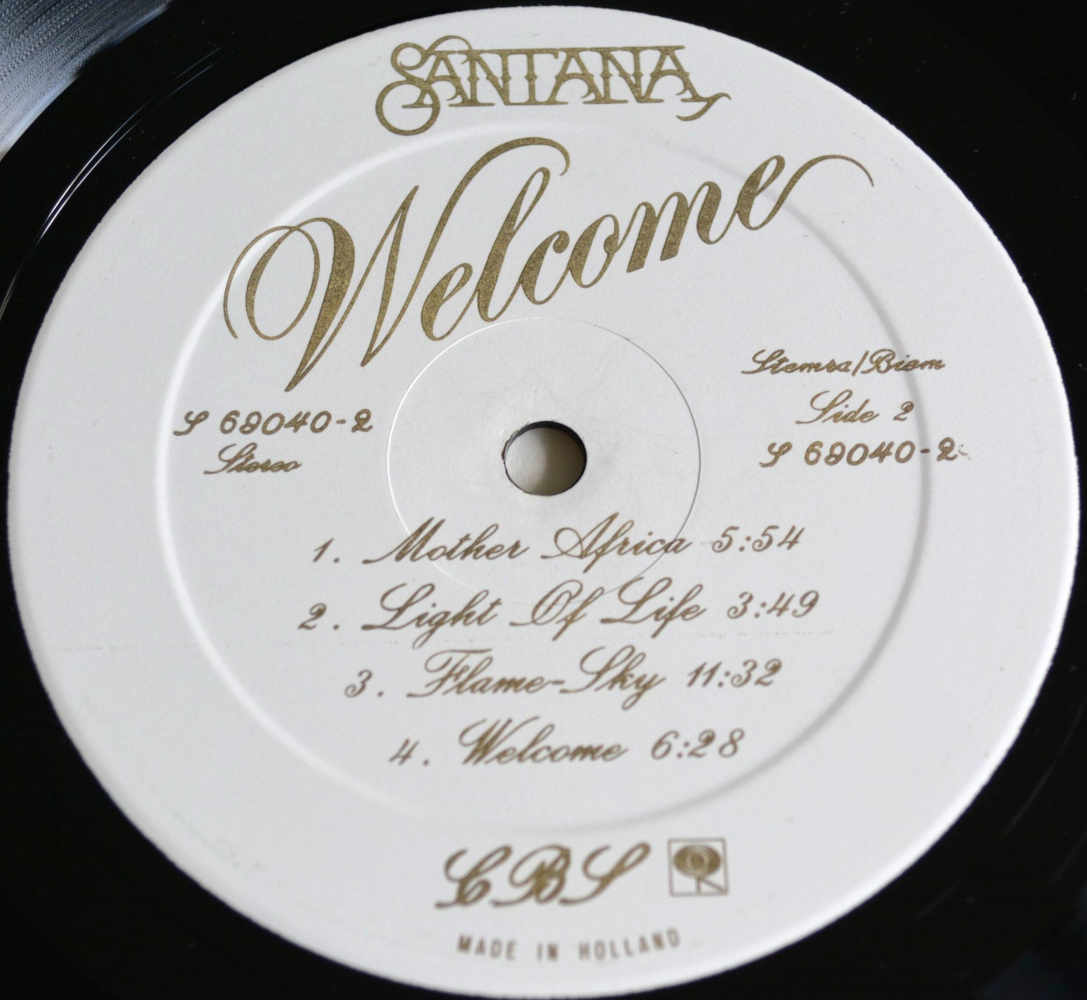 SANTANA
Welcome
S 69040-2
Stereo
Stemra/Biem
Side 2
S 69040-2
1. Mother Africa 5:54
2. Light Of Life 3:49
3. Flame-Sky 11:32
4. Welcome 6:28
CBS
MADE IN HOLLAND